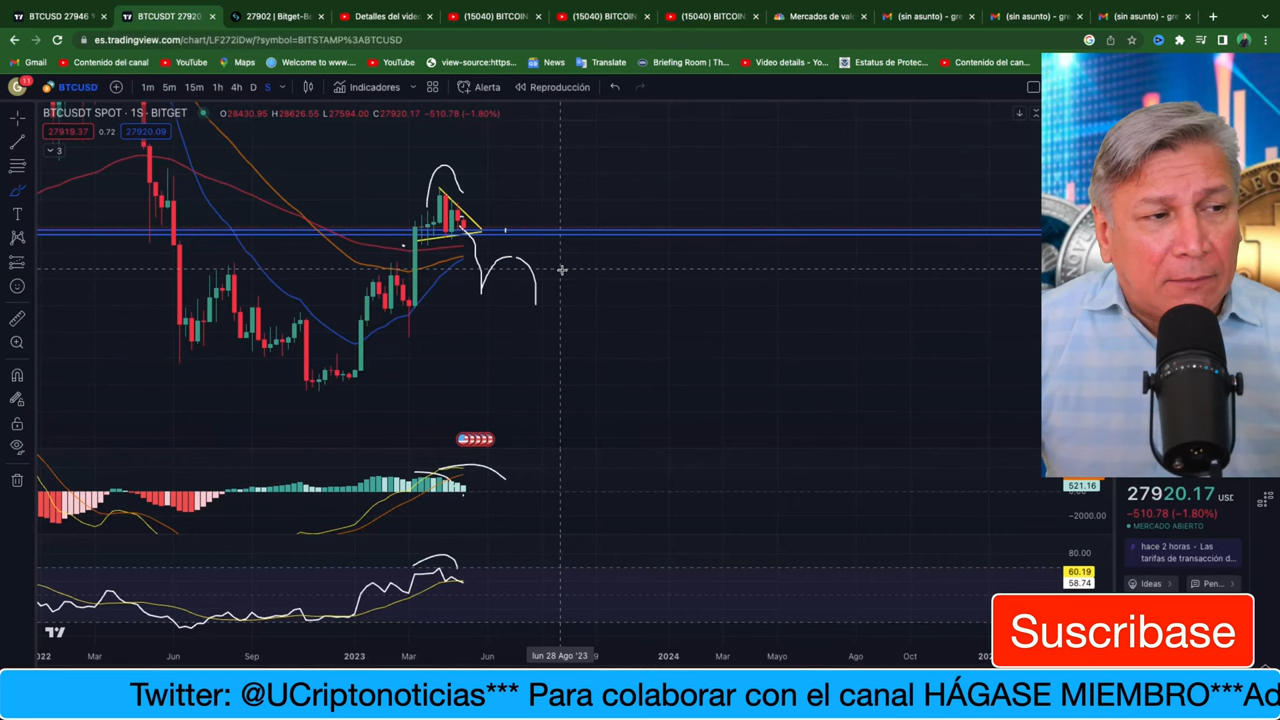 BTCUSD 27946
BTCUSDT 27920
27902 | Bitget-B
Detalles del vide
(15040) BITCOIN
(15040) BITCOIN
(15040) BITCOIN
Mercados de val
(sin asunto) - gre
(sin asunto) - gre
(sin asunto) - gre
es.tradingview.com/chart/LF272iDw/?symbol=BITSTAMP%3ABTCUSD
Gmail
Contenido del canal
YouTube
Maps
Welcome to www....
YouTube
view-source:https...
News
Translate
Briefing Room | Th...
Video details - Yo...
Estatus de Protec...
Contenido del can...
11
BTCUSD
1m 5m 15m 1h 4h D S
Indicadores
Alerta
Reproducción
BTCUSDT SPOT · 1S · BITGET
O28430.95 H28626.55 L27594.00 C27920.17 −510.78 (−1.80%)
27919.37 0.72 27920.09
3
521.16
−2000.00
80.00
60.19
58.74
27920.17
−510.78 (−1.80%)
MERCADO ABIERTO
hace 2 horas - Las
tarifas de transacción d...
Ideas
Pen...
2022 Mar Jun Sep 2023 Mar Jun lun 28 Ago '23 2024 Mar Mayo Ago Oct
Suscribase
Twitter: @UCriptonoticias*** Para colaborar con el canal HÁGASE MIEMBRO***Ad